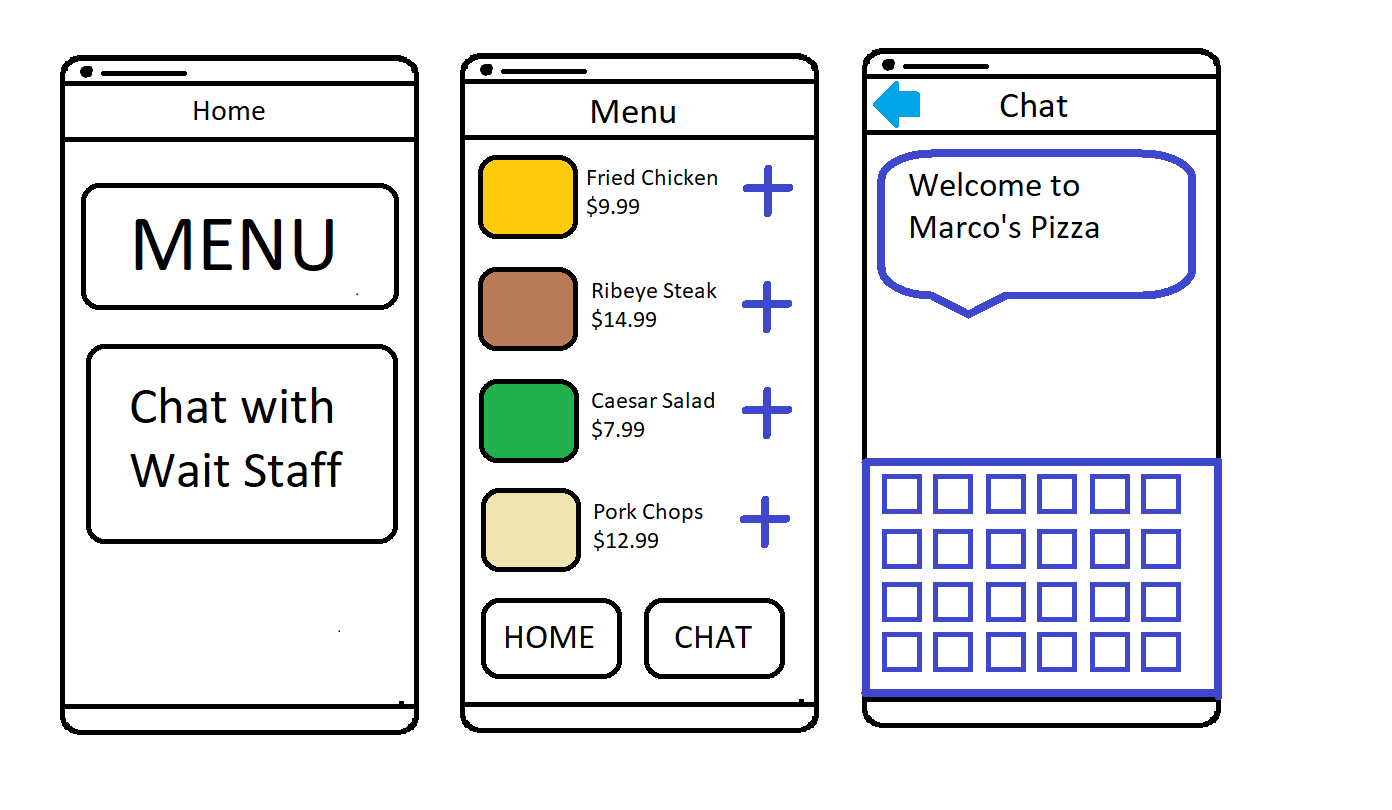 Home
MENU
Chat with
Wait Staff
Menu
Fried Chicken
$9.99
Ribeye Steak
$14.99
Caesar Salad
$7.99
Pork Chops
$12.99
HOME
CHAT
Chat
Welcome to
Marco's Pizza